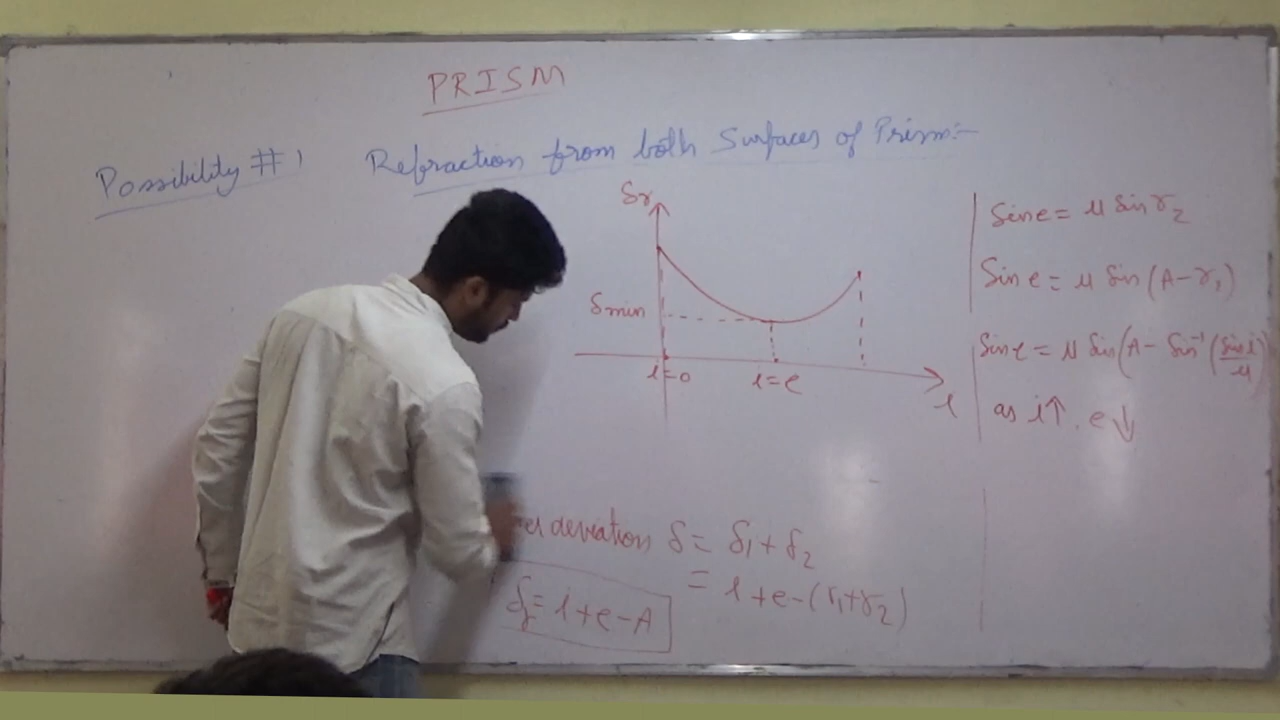 PRISM
Possibility # 1 Refraction from both Surfaces of Prism:-
δr
δmin
i=0
i=e
i
Sin e = μ Sin r2
Sin e = μ Sin (A-r1)
Sin e = μ Sin(A- Sin⁻¹(Sin i/μ)
as i↑, e↓
deviation δ = δ1+δ2
= i+e-(r1+r2)
= i+e-A